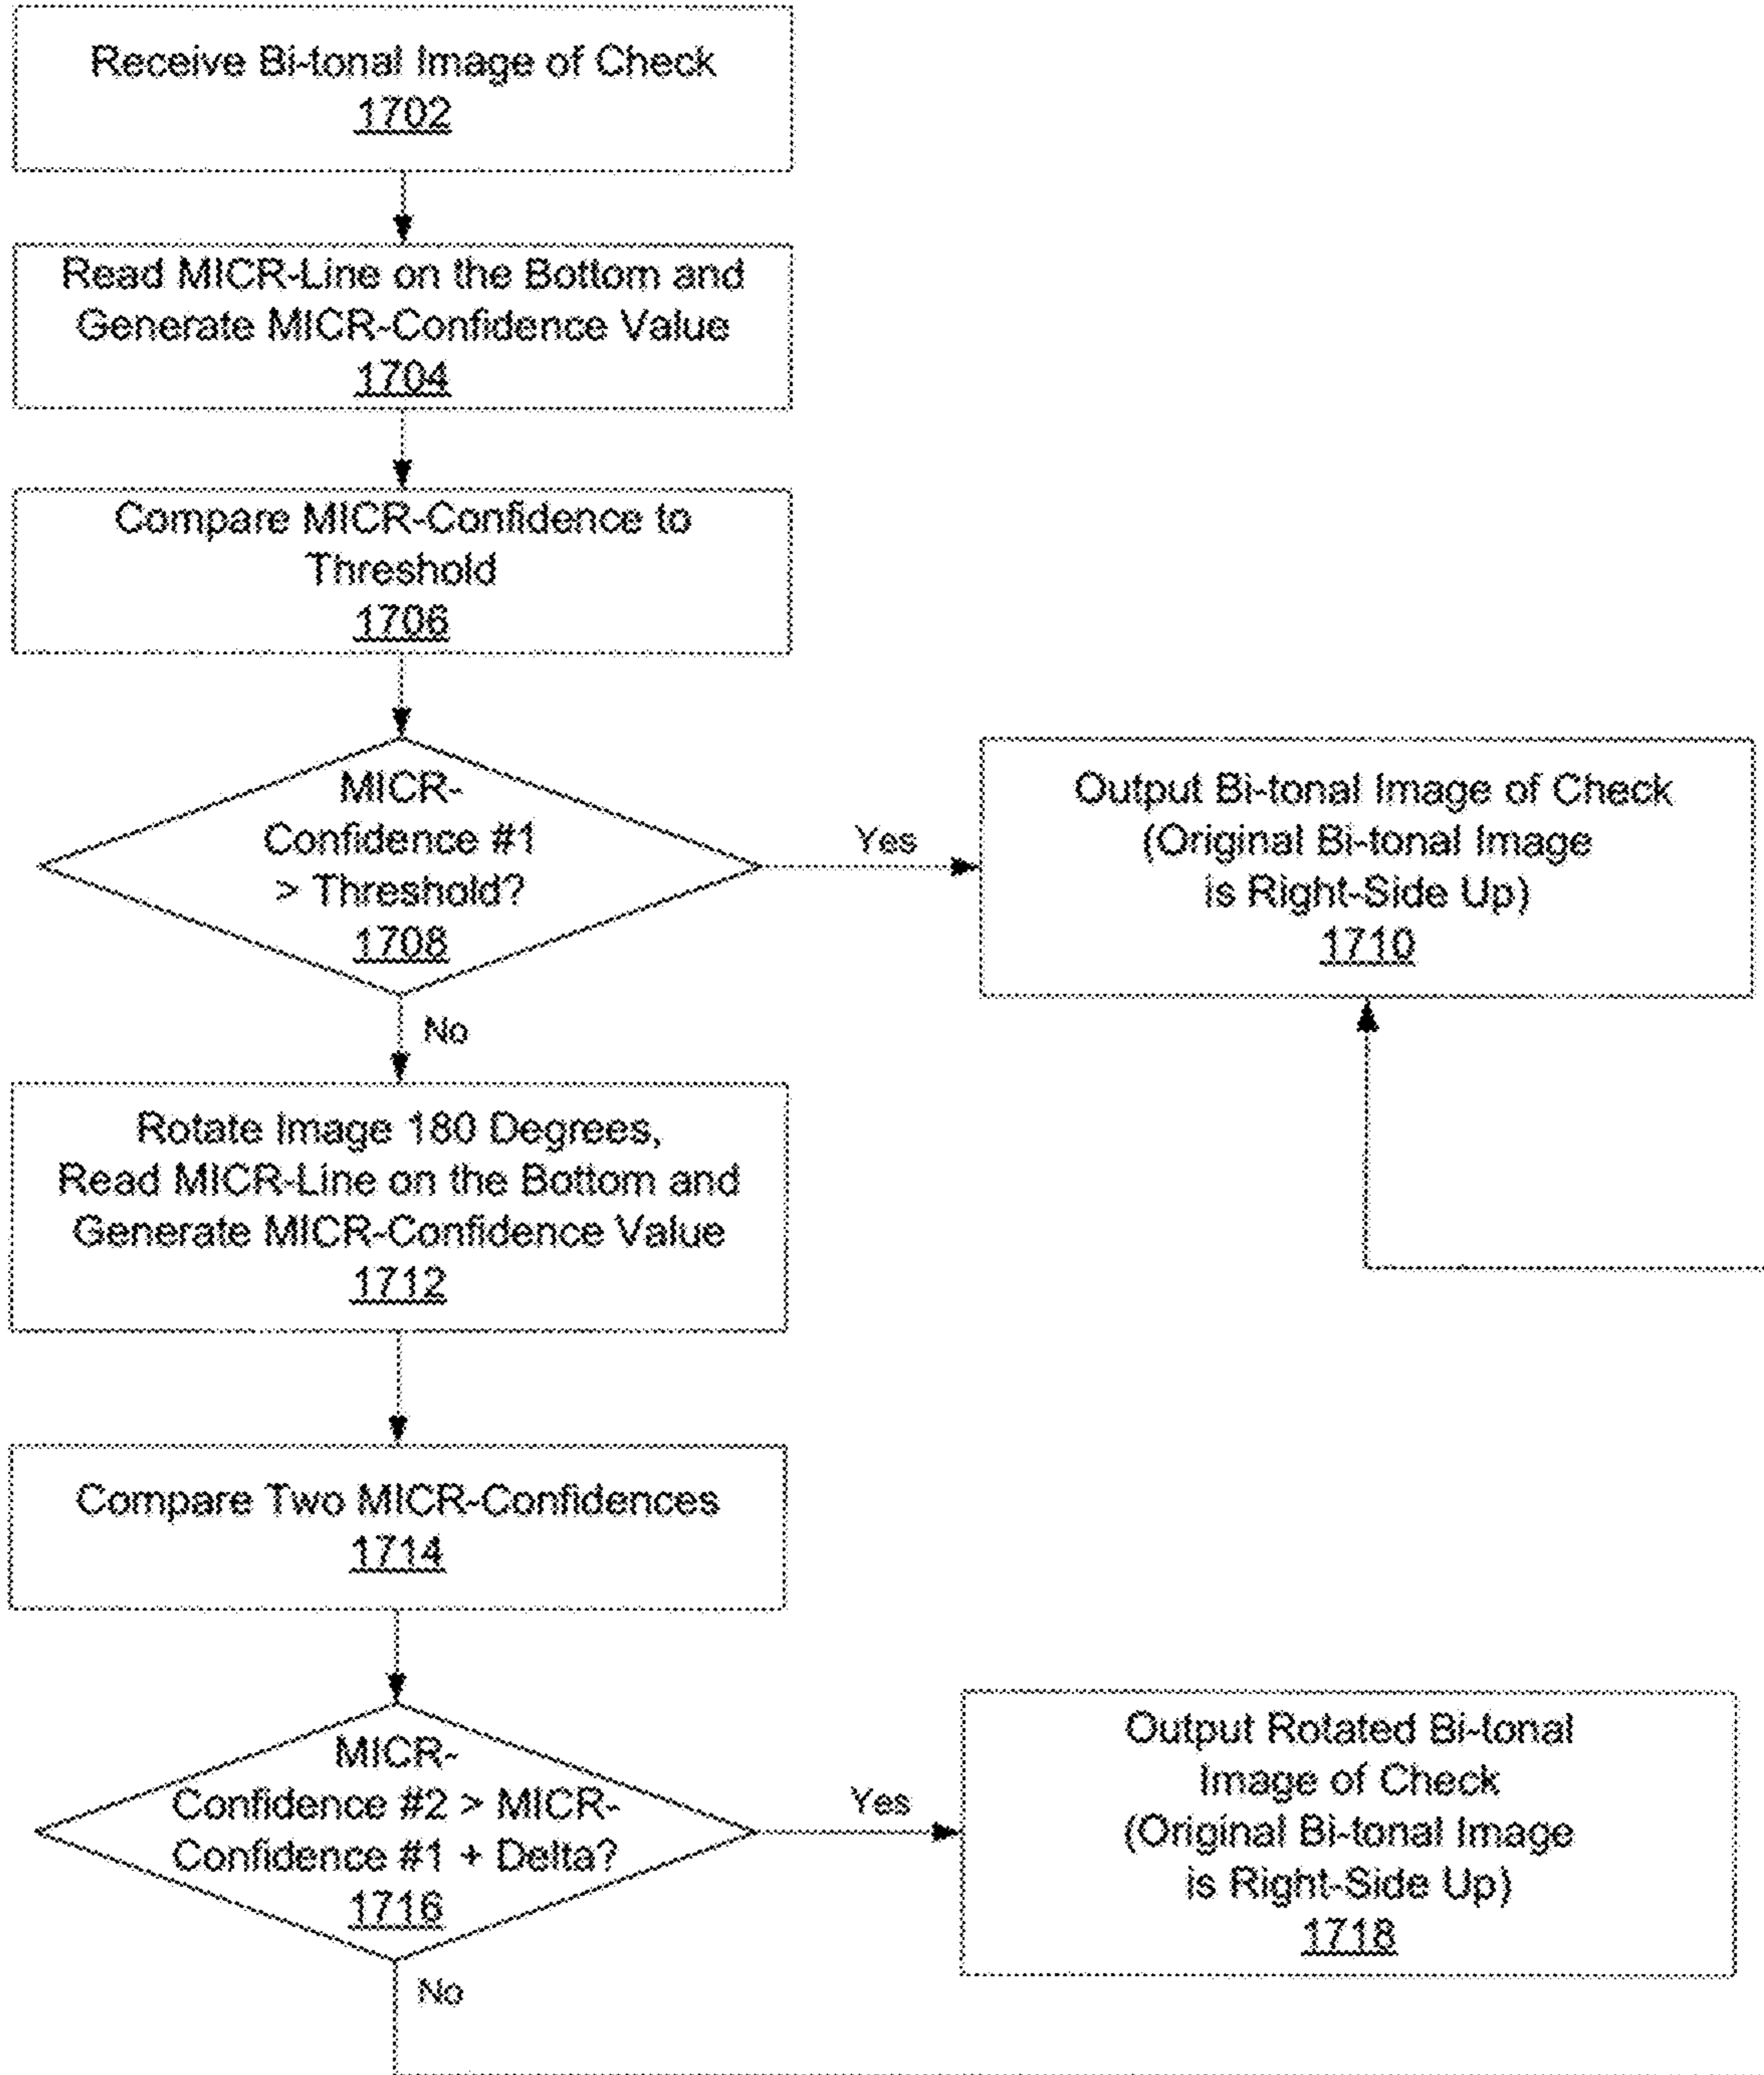 Receive Bi-tonal Image of Check
1702
Read MICR-Line on the Bottom and
Generate MICR-Confidence Value
1704
Compare MICR-Confidence to
Threshold
1706
MICR-
Confidence #1
> Threshold?
1708
Yes
Output Bi-tonal Image of Check
(Original Bi-tonal Image
is Right-Side Up)
1710
No
Rotate Image 180 Degrees,
Read MICR-Line on the Bottom and
Generate MICR-Confidence Value
1712
Compare Two MICR-Confidences
1714
MICR-
Confidence #2 > MICR-
Confidence #1 + Delta?
1716
Yes
Output Rotated Bi-tonal
Image of Check
(Original Bi-tonal Image
is Right-Side Up)
1718
No